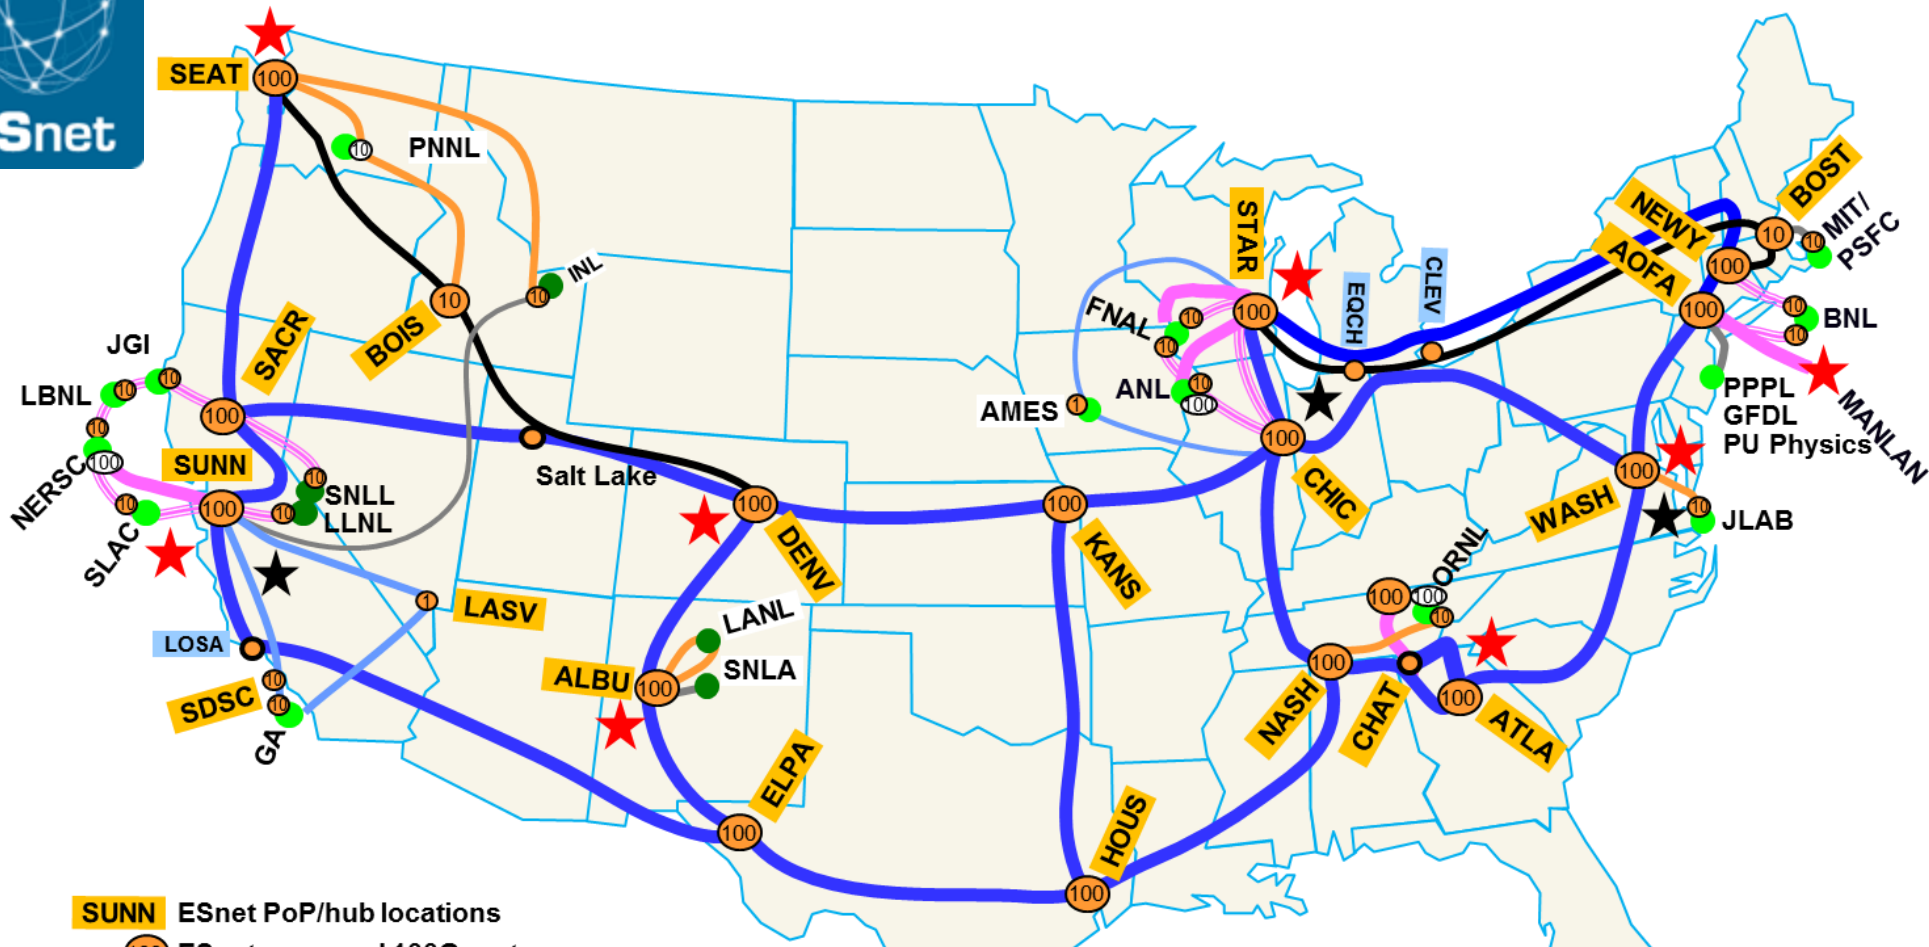 Snet
SEAT
100
PNNL
10
INL
10
BOIS
10
SACR
100
JGI
10
LBNL
10
10
NERSC
100
SUNN
100
SLAC
10
10
SNLL
10
LLNL
Salt Lake
LOSA
LASV
1
SDSC
10
10
GA
DENV
100
LANL
SNLA
ALBU
100
ELPA
100
KANS
100
HOUS
100
STAR
100
FNAL
10
10
ANL
10
100
AMES
1
CHIC
100
EQCH
CLEV
NEWY
100
AOFA
100
BOST
10
MIT/
PSFC
10
BNL
10
10
MANLAN
PPPL
GFDL
PU Physics
WASH
100
JLAB
10
ORNL
100
100
10
NASH
100
CHAT
ATLA
100
SUNN ESnet PoP/hub locations